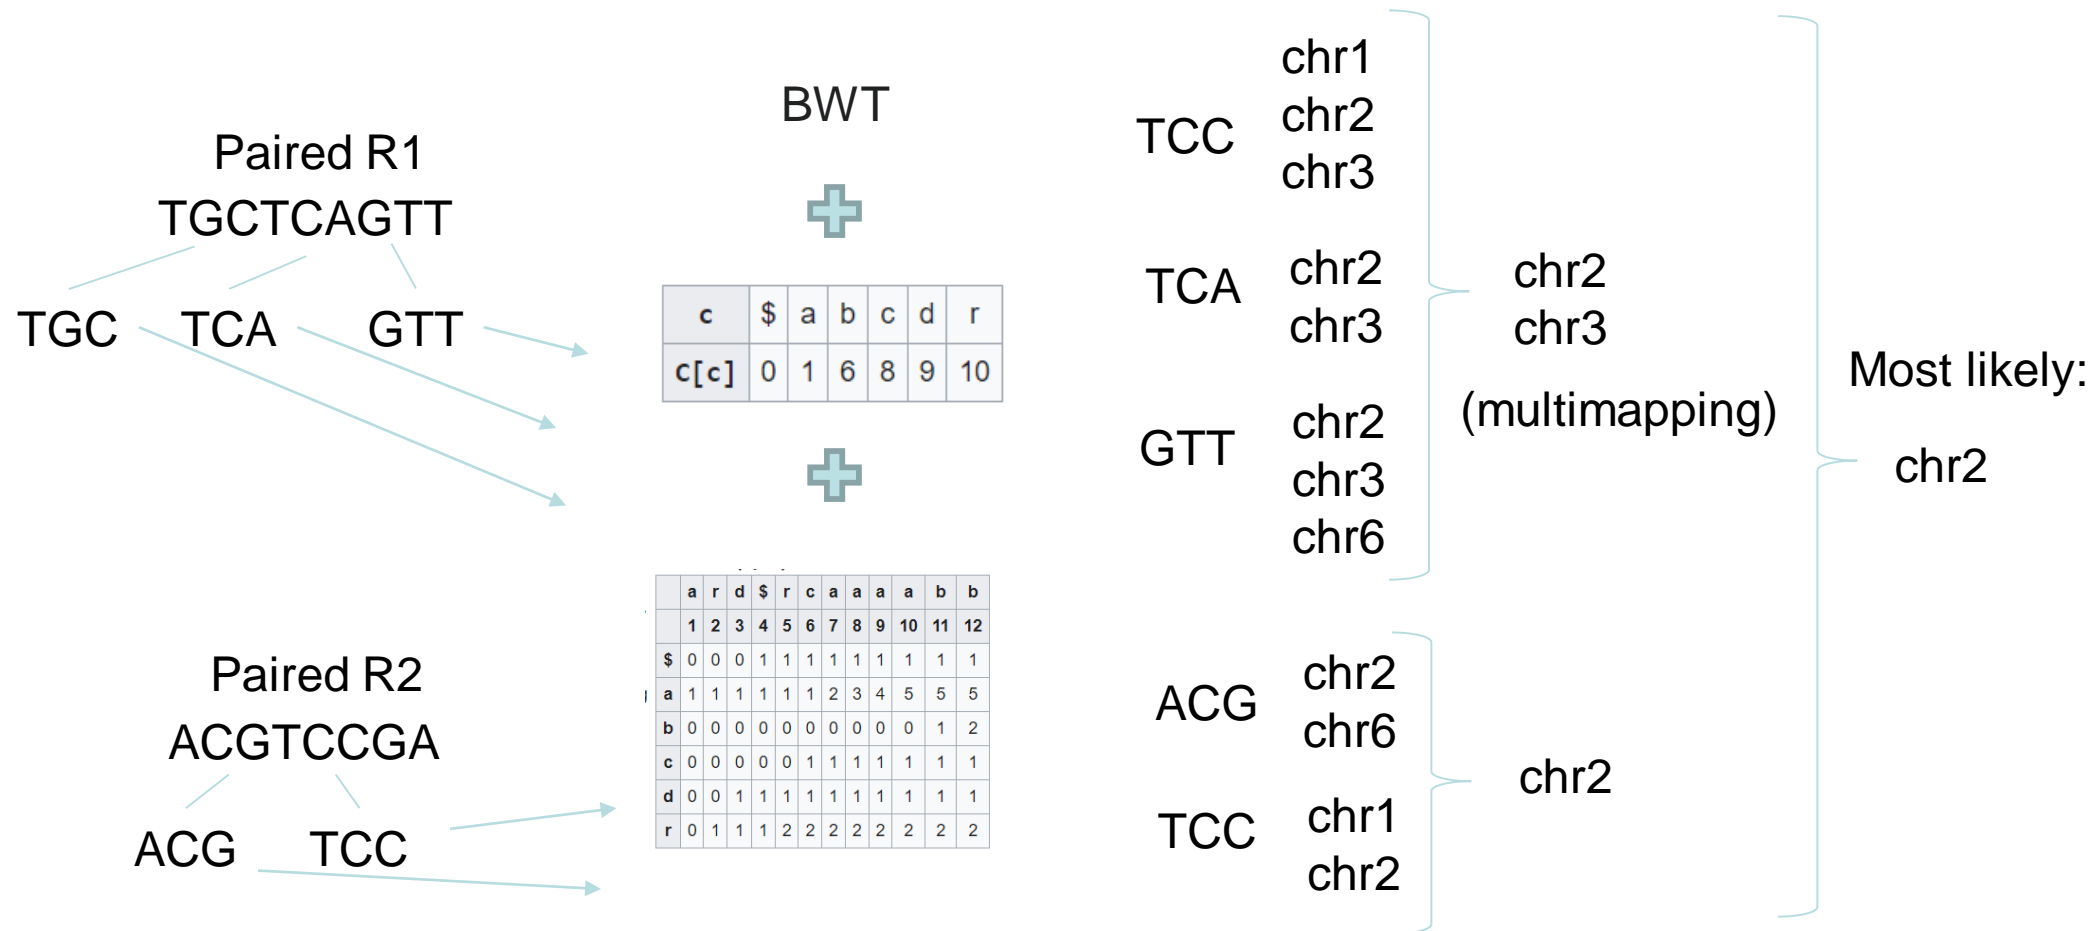 Paired R1
TGCTCAGTT
TGC TCA GTT
Paired R2
ACGTCCGA
ACG TCC
BWT
c $ a b c d r
C[c] 0 1 6 8 9 10
a r d $ r c a a a a b b
1 2 3 4 5 6 7 8 9 10 11 12
$ 0 0 0 1 1 1 1 1 1 1 1 1
a 1 1 1 1 1 1 2 3 4 5 5 5
b 0 0 0 0 0 0 0 0 0 0 1 2
c 0 0 0 0 0 1 1 1 1 1 1 1
d 0 0 1 1 1 1 1 1 1 1 1 1
r 0 1 1 1 2 2 2 2 2 2 2 2
TCC
chr1
chr2
chr3
TCA
chr2
chr3
GTT
chr2
chr3
chr6
chr2
chr3
(multimapping)
ACG
chr2
chr6
TCC
chr1
chr2
chr2
Most likely:
chr2